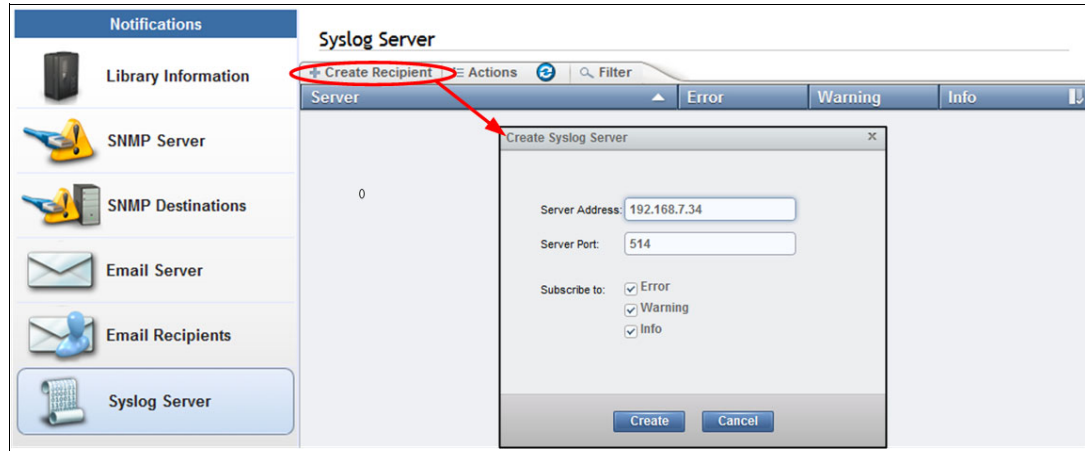 Notifications
Library Information
SNMP Server
SNMP Destinations
Email Server
Email Recipients
Syslog Server
Syslog Server
Create Recipient Actions Filter
Server Error Warning Info
Create Syslog Server x
Server Address: 192.168.7.34
Server Port: 514
Subscribe to: Error
Warning
Info
Create Cancel
0